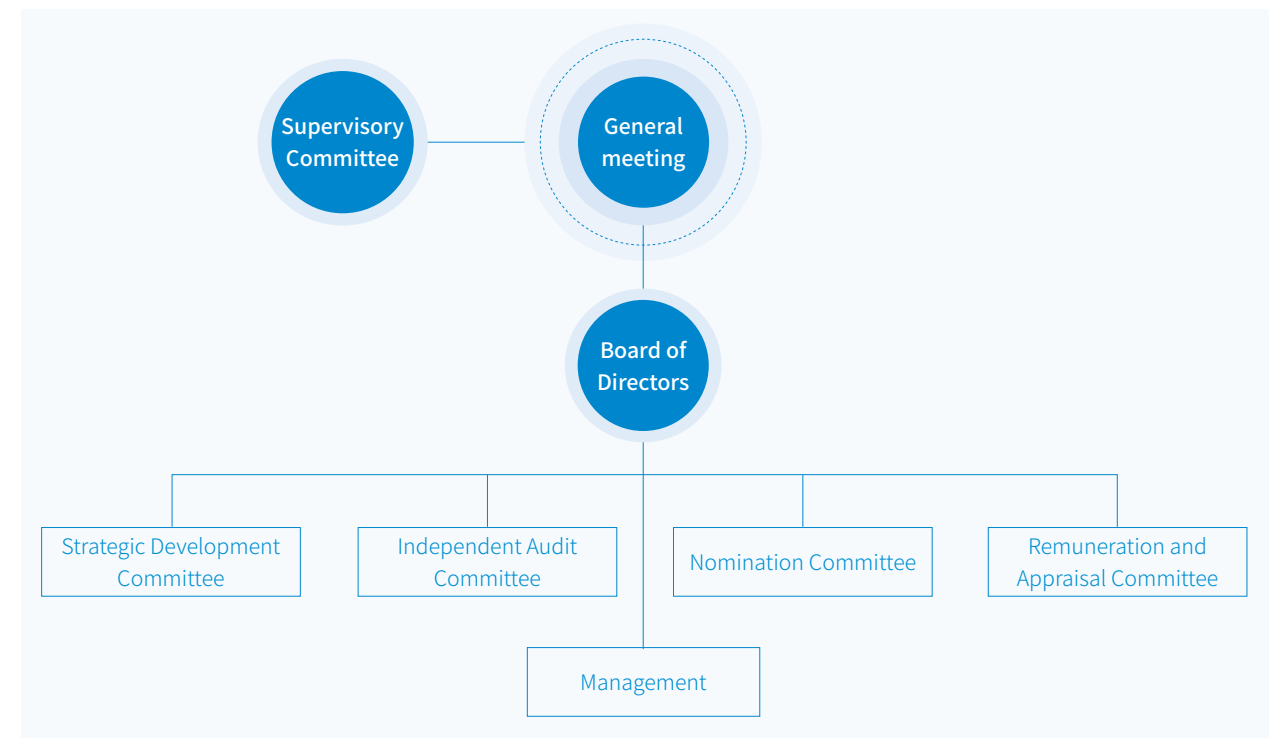 Supervisory
Committee
General
meeting
Board of
Directors
Strategic Development
Committee
Independent Audit
Committee
Nomination Committee
Remuneration and
Appraisal Committee
Management